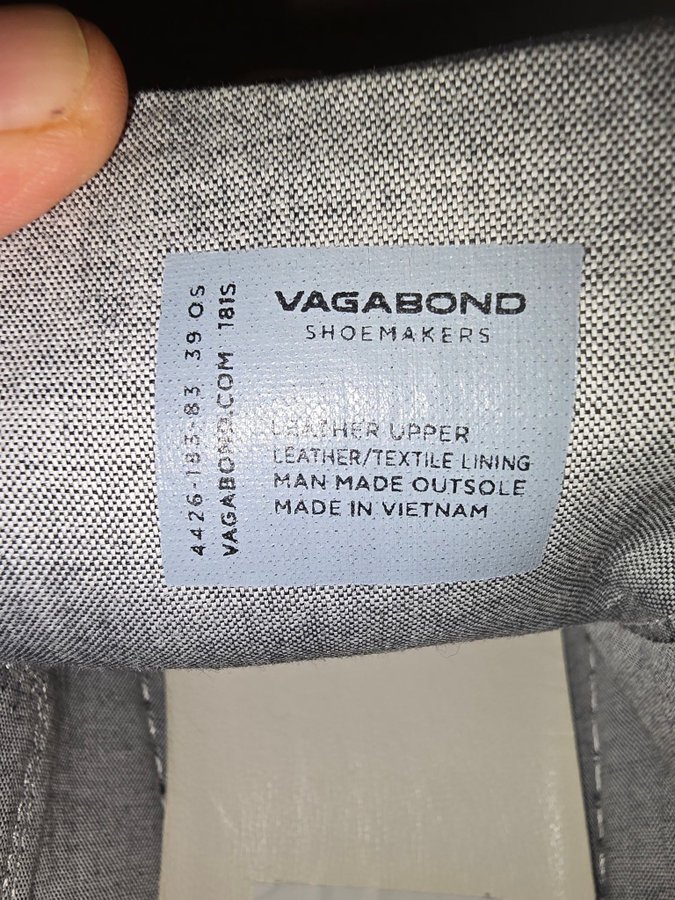 VAGABOND
SHOEMAKERS
LEATHER UPPER
LEATHER/TEXTILE LINING
MAN MADE OUTSOLE
MADE IN VIETNAM
4426-183-83 39 OS
VAGABOND.COM 181S